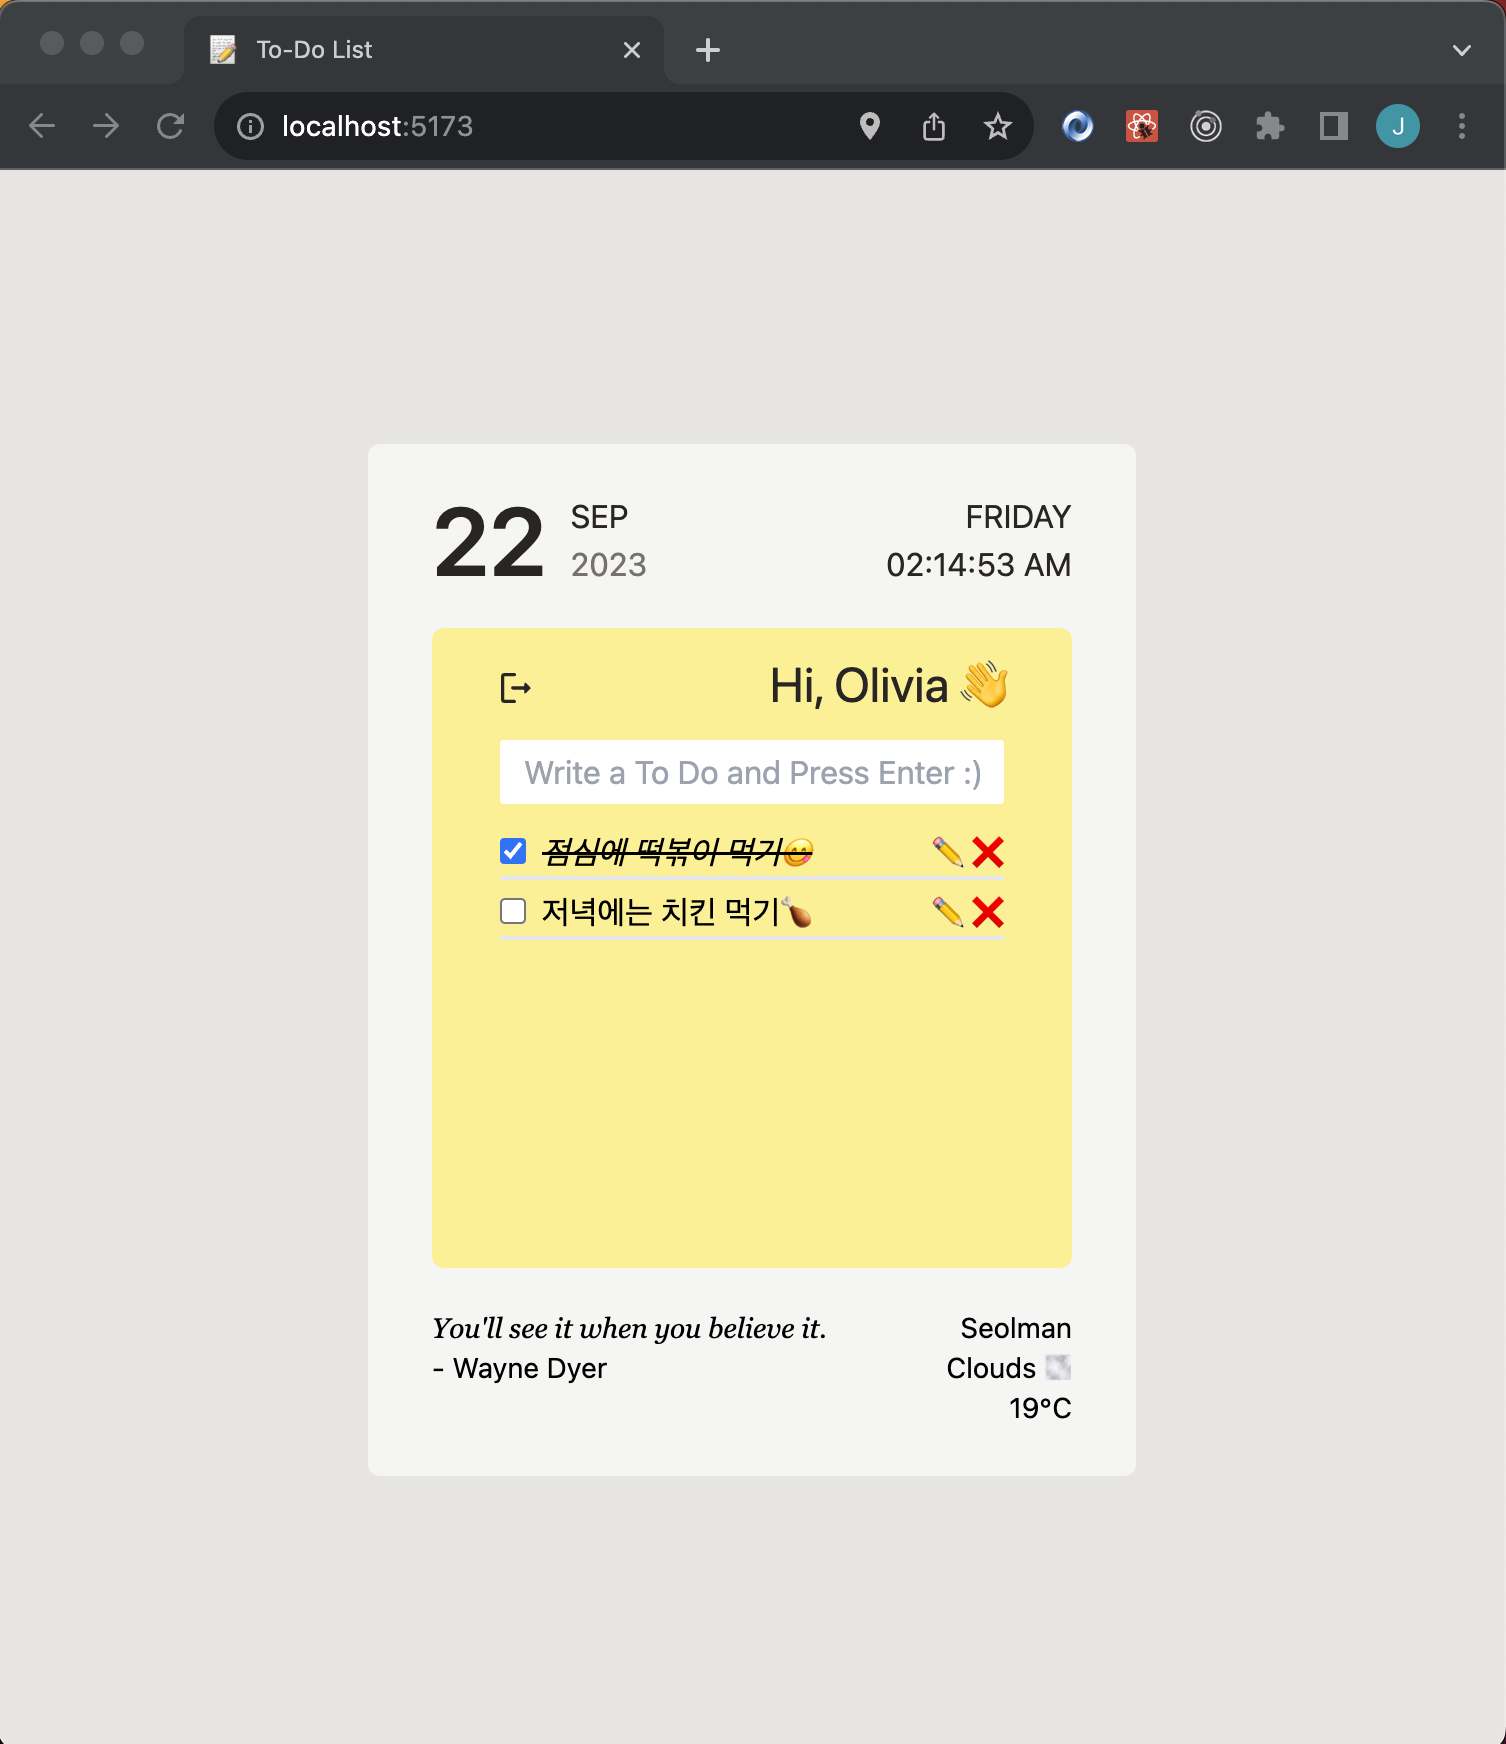 To-Do List
localhost:5173
J
22
SEP
2023
FRIDAY
02:14:53 AM
Hi, Olivia 👋
Write a To Do and Press Enter :)
점심에 떡볶이 먹기😋
저녁에는 치킨 먹기🍗
You'll see it when you believe it.
- Wayne Dyer
Seolman
Clouds
19°C